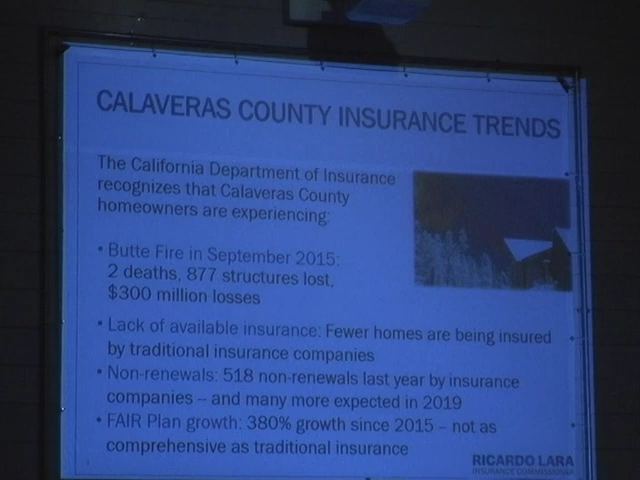 CALAVERAS COUNTY INSURANCE TRENDS
The California Department of Insurance
recognizes that Calaveras County
homeowners are experiencing:
• Butte Fire in September 2015:
2 deaths, 877 structures lost,
$300 million losses
• Lack of available insurance: Fewer homes are being insured
by traditional insurance companies
• Non-renewals: 518 non-renewals last year by insurance
companies – and many more expected in 2019
• FAIR Plan growth: 380% growth since 2015 – not as
comprehensive as traditional insurance
RICARDO LARA
INSURANCE COMMISSIONER